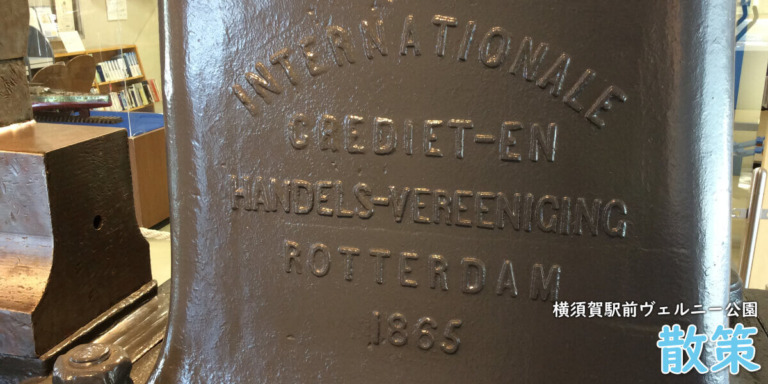 INTERNATIONALE
CREDIET-EN
HANDELS-VEREENIGING
ROTTERDAM
1865
横須賀駅前ヴェルニー公園
散策